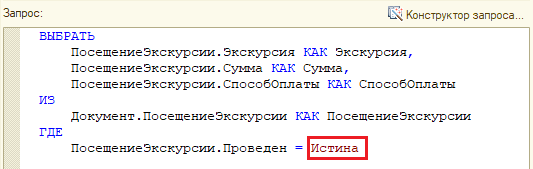 Запрос:
Конструктор запроса...
ВЫБРАТЬ
ПосещениеЭкскурсии.Экскурсия КАК Экскурсия,
ПосещениеЭкскурсии.Сумма КАК Сумма,
ПосещениеЭкскурсии.СпособОплаты КАК СпособОплаты
ИЗ
Документ.ПосещениеЭкскурсии КАК ПосещениеЭкскурсии
ГДЕ
ПосещениеЭкскурсии.Проведен = Истина